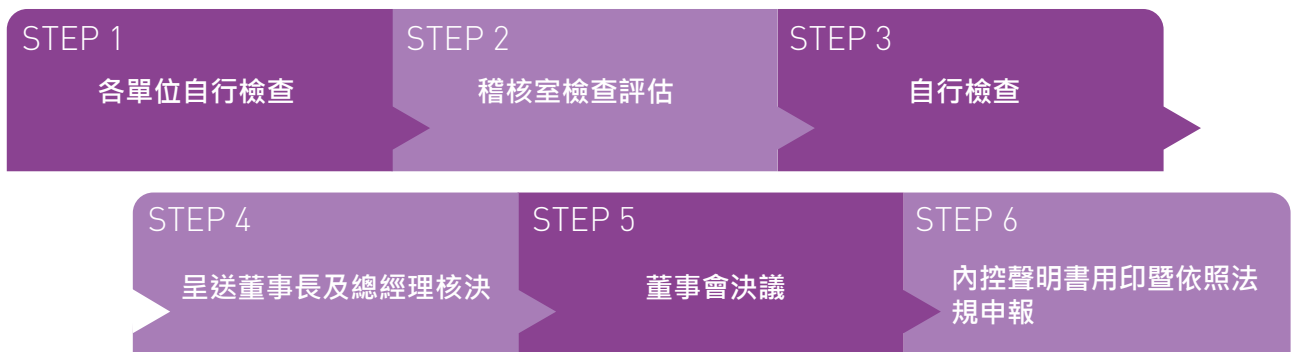 STEP 1
各單位自行檢查
STEP 2
稽核室檢查評估
STEP 3
自行檢查
STEP 4
呈送董事長及總經理核決
STEP 5
董事會決議
STEP 6
內控聲明書用印暨依照法
規申報